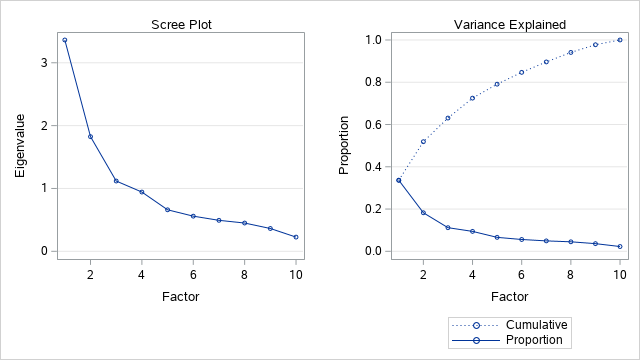 Scree Plot
Eigenvalue
3
2
1
0
2 4 6 8 10
Factor
Variance Explained
Proportion
1.0
0.8
0.6
0.4
0.2
0.0
2 4 6 8 10
Factor
Cumulative
Proportion